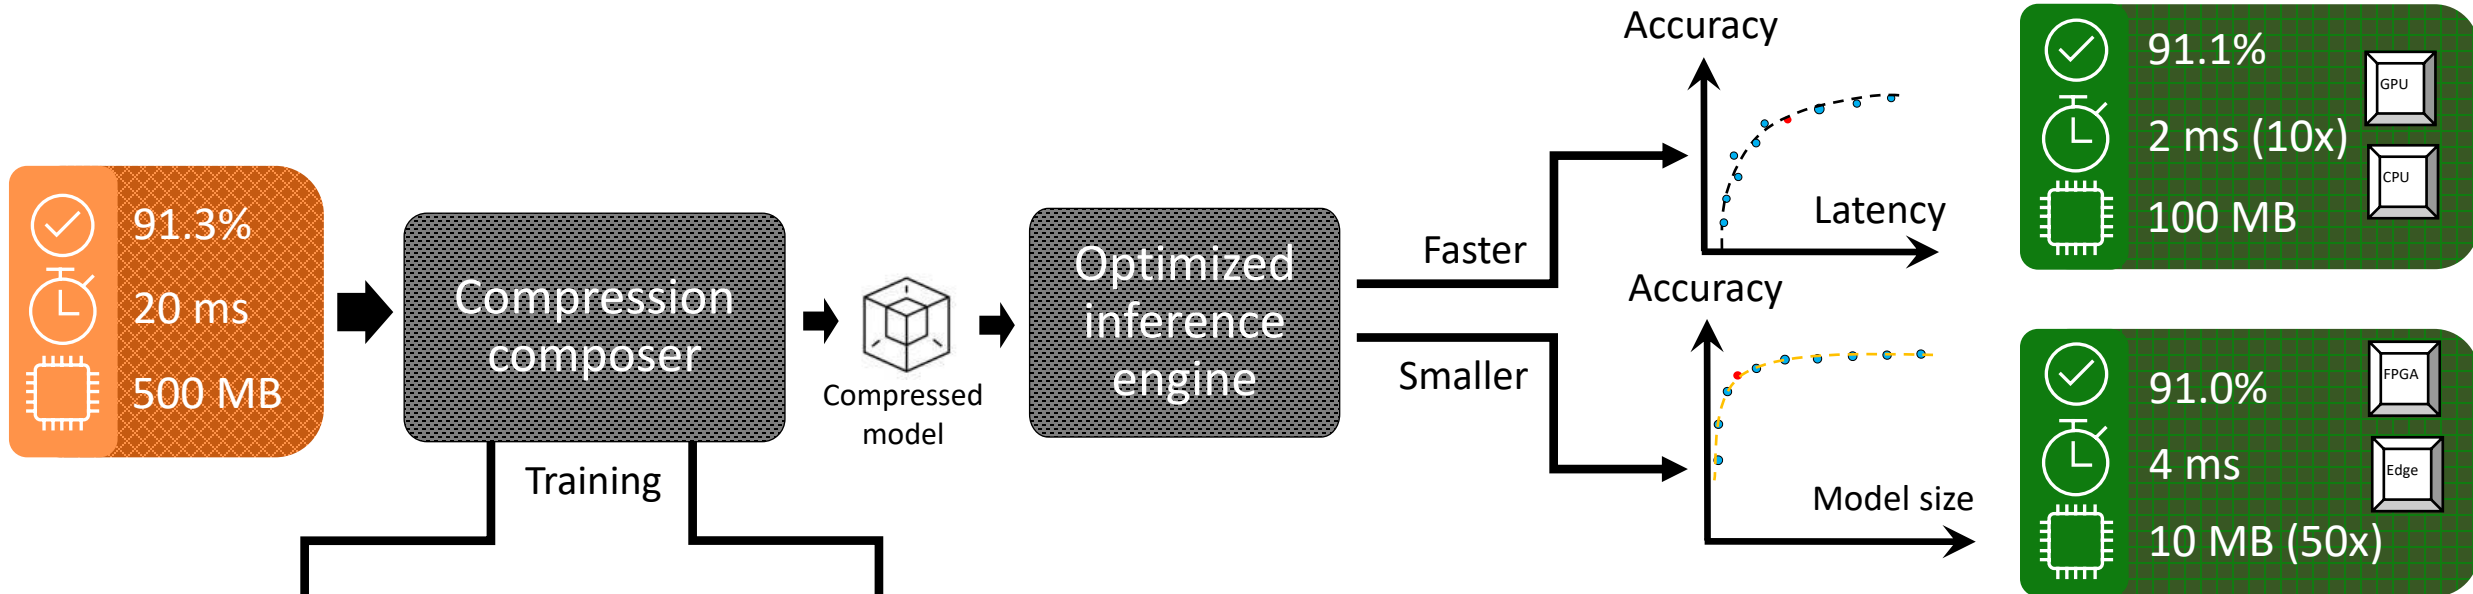 91.3%
20 ms
500 MB
Compression
composer
Training
Compressed
model
Optimized
inference
engine
Faster
Smaller
Accuracy
Latency
Accuracy
Model size
91.1%
2 ms (10x)
100 MB
GPU
CPU
91.0%
4 ms
10 MB (50x)
FPGA
Edge